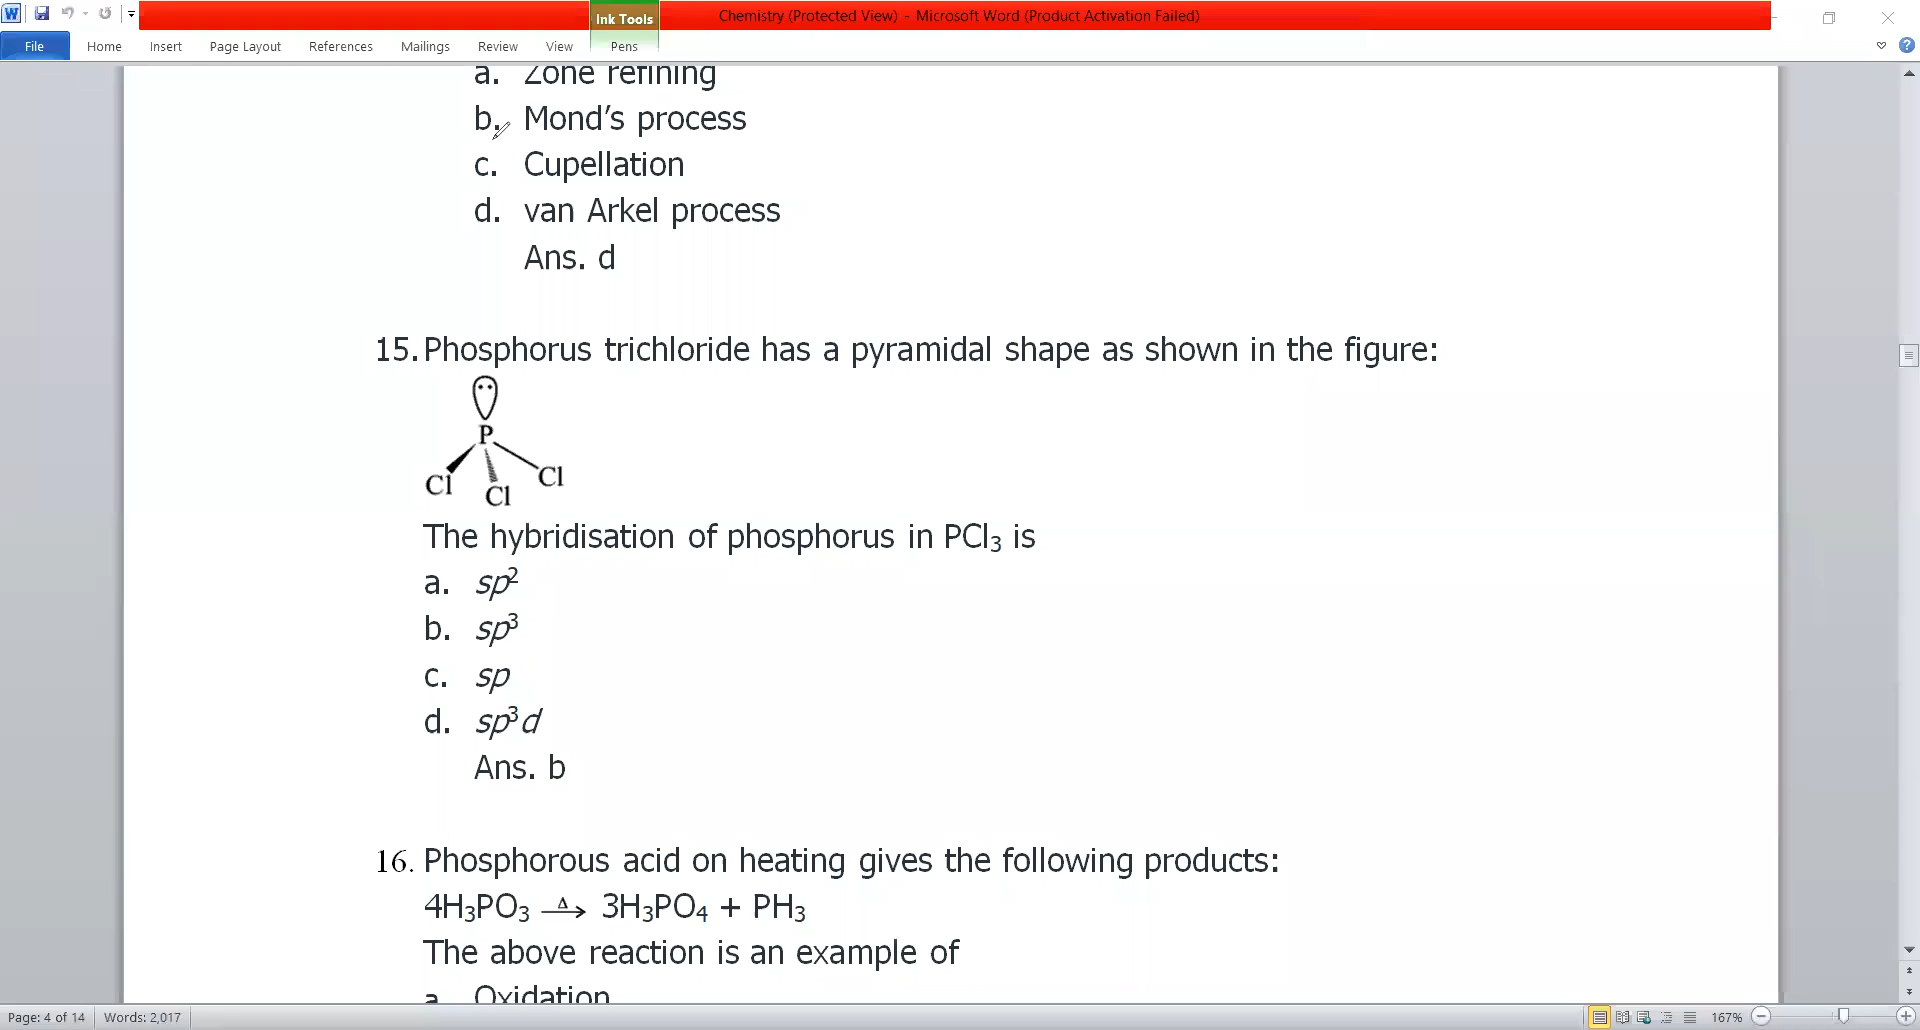 Ink Tools
Chemistry (Protected View) - Microsoft Word (Product Activation Failed)
File Home Insert Page Layout References Mailings Review View Pens
a. Zone refining
b. Mond’s process
c. Cupellation
d. van Arkel process
Ans. d
15. Phosphorus trichloride has a pyramidal shape as shown in the figure:
P
Cl Cl Cl
The hybridisation of phosphorus in PCl₃ is
a. sp²
b. sp³
c. sp
d. sp³d
Ans. b
16. Phosphorous acid on heating gives the following products:
4H₃PO₃ —Δ→ 3H₃PO₄ + PH₃
The above reaction is an example of
a. Oxidation
Page: 4 of 14 Words: 2,017 167%